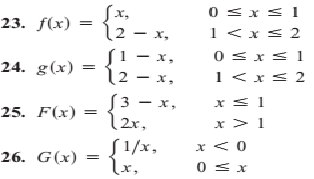 23. f(x) = { x, 0 ≤ x ≤ 1
2 − x, 1 < x ≤ 2
24. g(x) = { 1 − x, 0 ≤ x ≤ 1
2 − x, 1 < x ≤ 2
25. F(x) = { 3 − x, x ≤ 1
2x, x > 1
26. G(x) = { 1/x, x < 0
x, 0 ≤ x